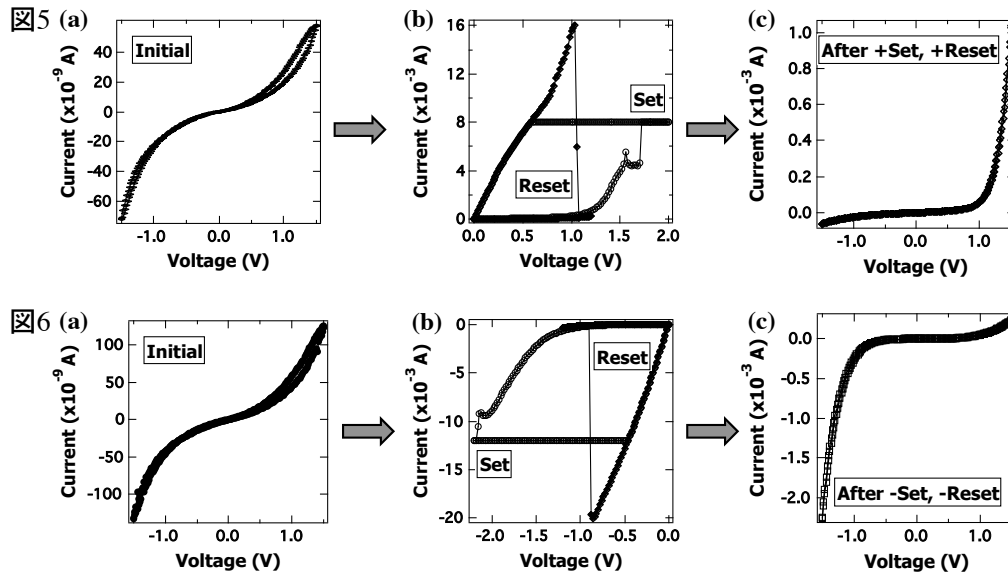 図5 (a)
Current (x10⁻⁹ A)
40
20
0
-20
-40
-60
Initial
-1.0 0.0 1.0
Voltage (V)
(b)
Current (x10⁻³ A)
16
12
8
4
0
Set
Reset
0.0 0.5 1.0 1.5 2.0
Voltage (V)
(c)
Current (x10⁻³ A)
1.0
0.8
0.6
0.4
0.2
0.0
After +Set, +Reset
-1.0 0.0 1.0
Voltage (V)
図6 (a)
Current (x10⁻⁹ A)
100
50
0
-50
-100
Initial
-1.0 0.0 1.0
Voltage (V)
(b)
Current (x10⁻³ A)
0
-5
-10
-15
-20
Reset
Set
-2.0 -1.5 -1.0 -0.5 0.0
Voltage (V)
(c)
Current (x10⁻³ A)
0.0
-0.5
-1.0
-1.5
-2.0
After -Set, -Reset
-1.0 0.0 1.0
Voltage (V)